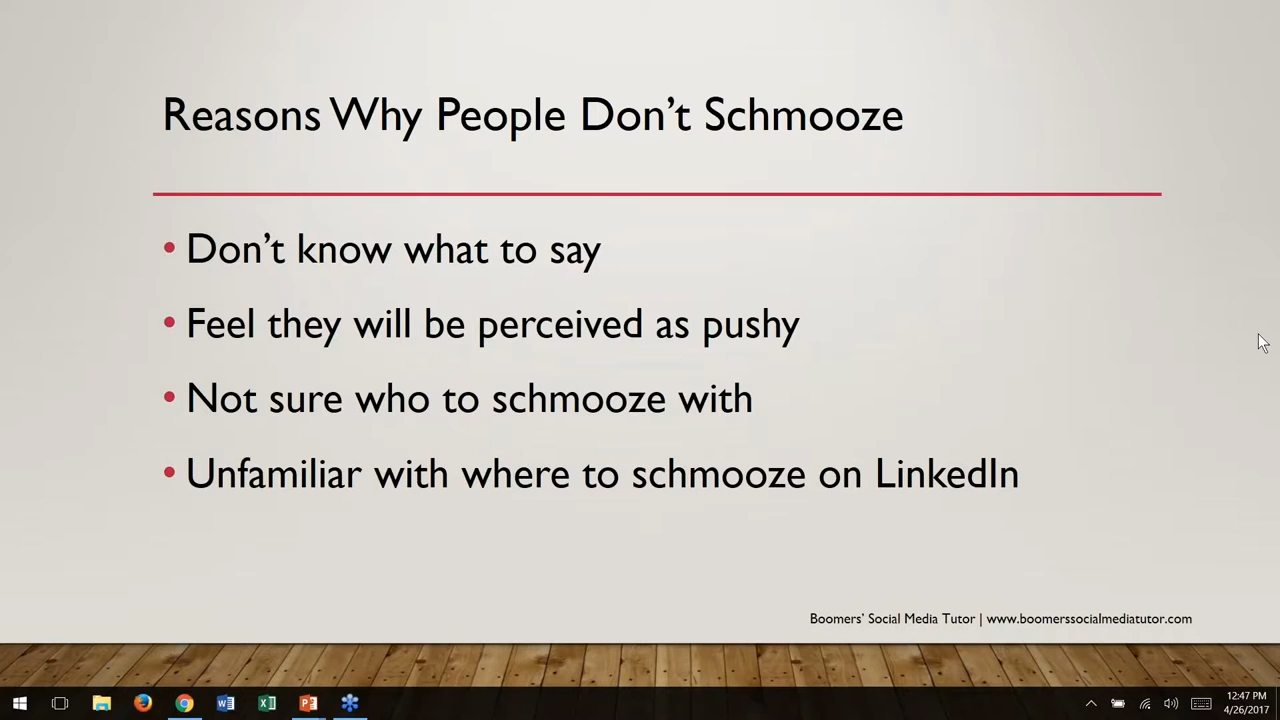 Reasons Why People Don’t Schmooze
• Don’t know what to say
• Feel they will be perceived as pushy
• Not sure who to schmooze with
• Unfamiliar with where to schmooze on LinkedIn
Boomers’ Social Media Tutor | www.boomerssocialmediatutor.com
12:47 PM
4/26/2017